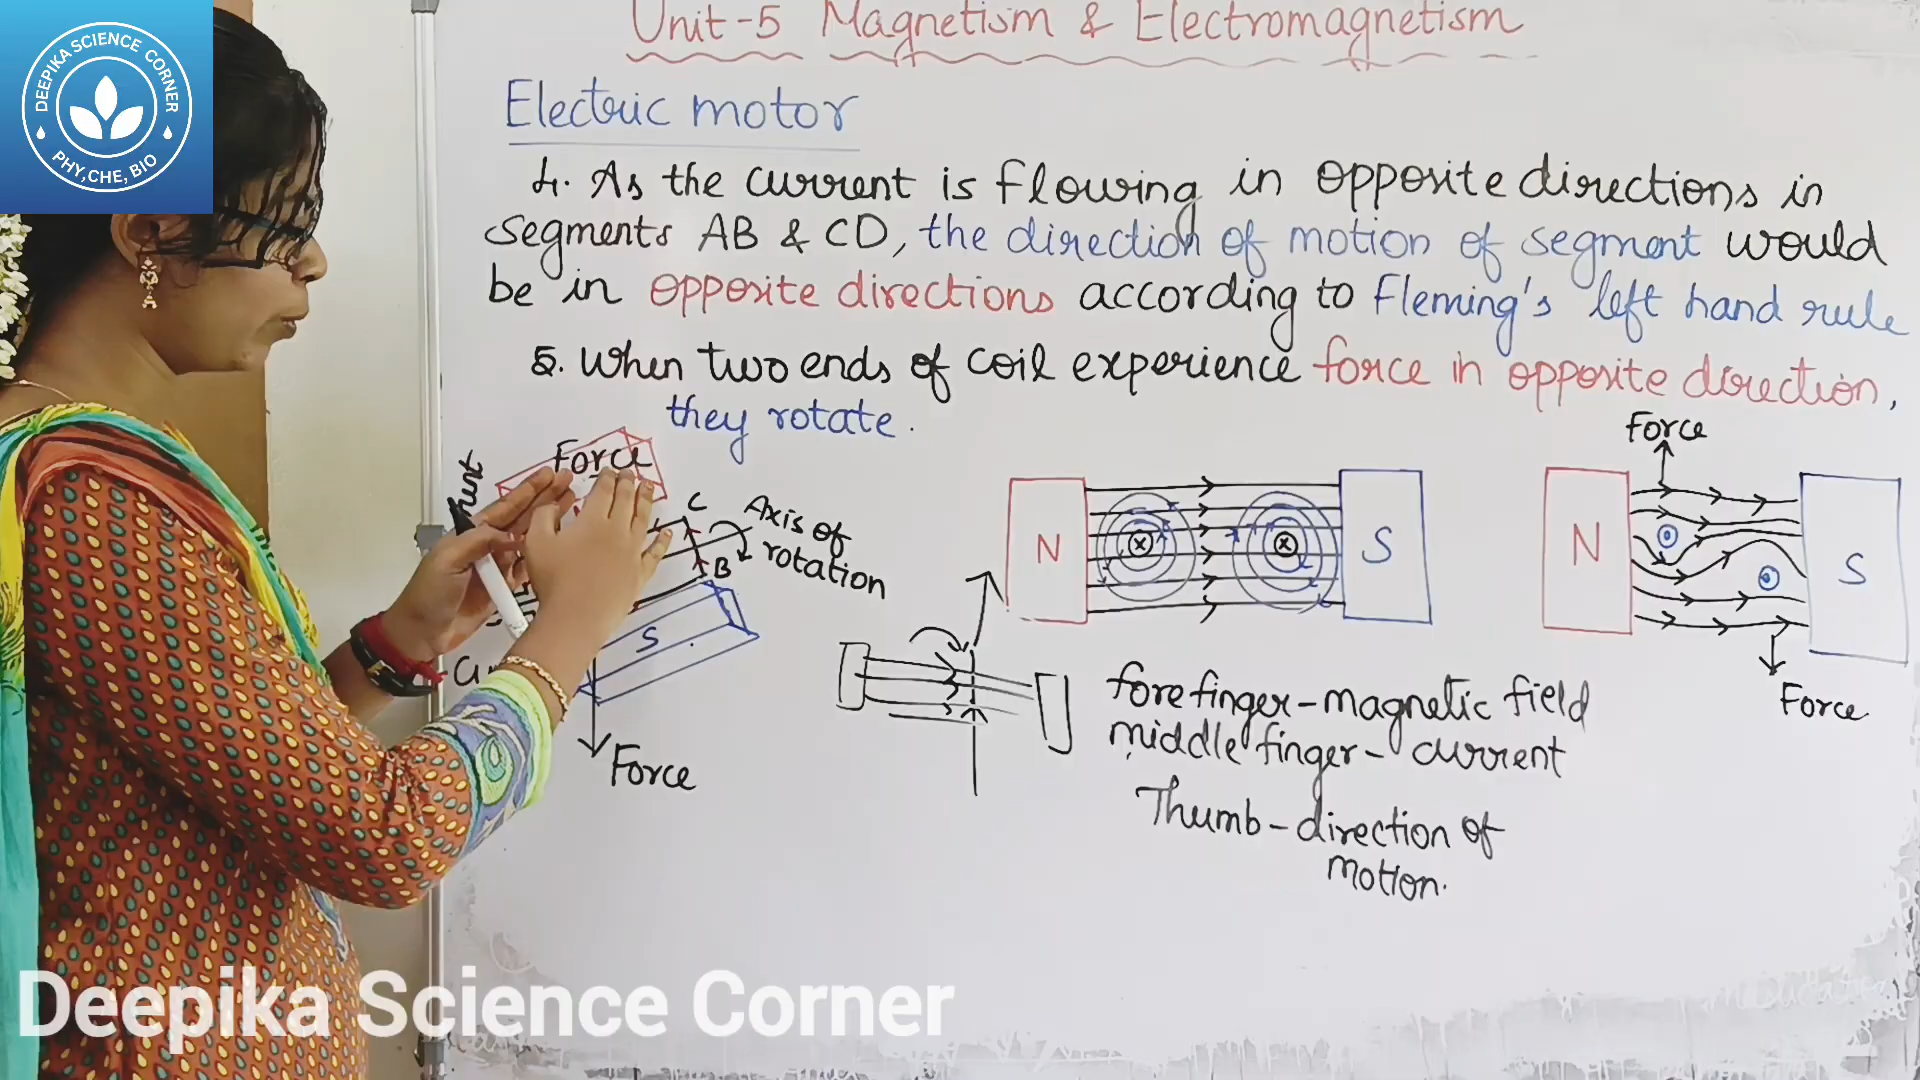 DEEPIKA SCIENCE CORNER
PHY,CHE, BIO
Unit-5 Magnetism & Electromagnetism
Electric motor
4. As the current is flowing in opposite directions in
segments AB & CD, the direction of motion of segment would
be in opposite directions according to Fleming's left hand rule
5. When two ends of coil experience force in opposite direction,
they rotate.
Force
C
Axis of
rotation
B
S
Force
N
S
Force
N
S
Force
fore finger - magnetic field
middle finger - current
Thumb - direction of
motion.
Deepika Science Corner